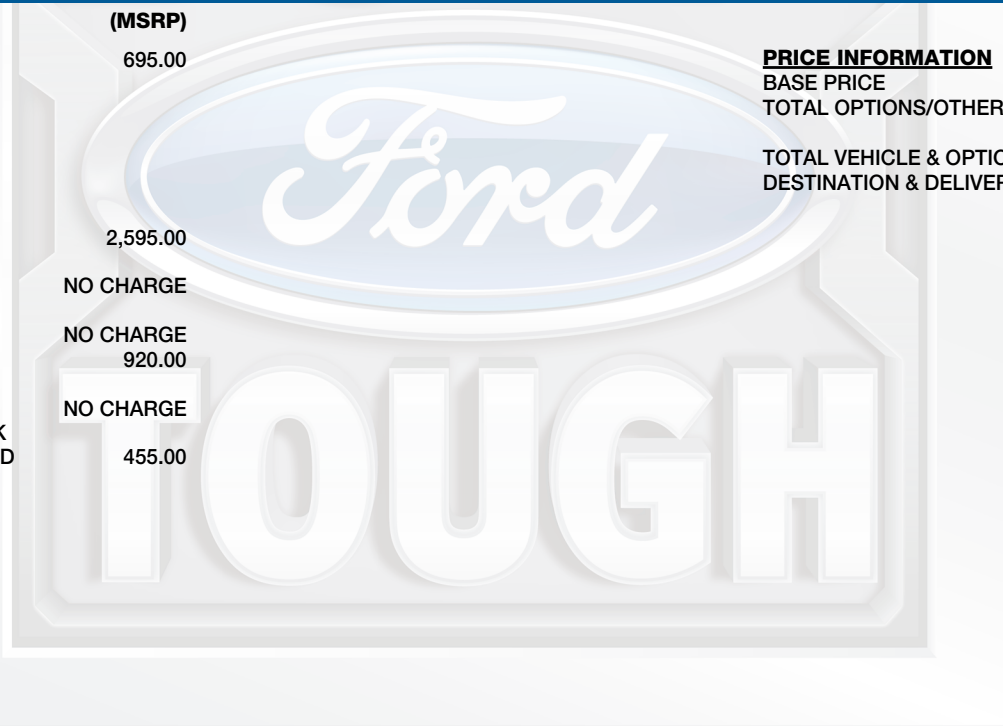 (MSRP)
695.00
2,595.00
NO CHARGE
NO CHARGE
920.00
NO CHARGE
K
D 455.00
PRICE INFORMATION
BASE PRICE
TOTAL OPTIONS/OTHER
TOTAL VEHICLE & OPTIO
DESTINATION & DELIVER
Ford
TOUGH